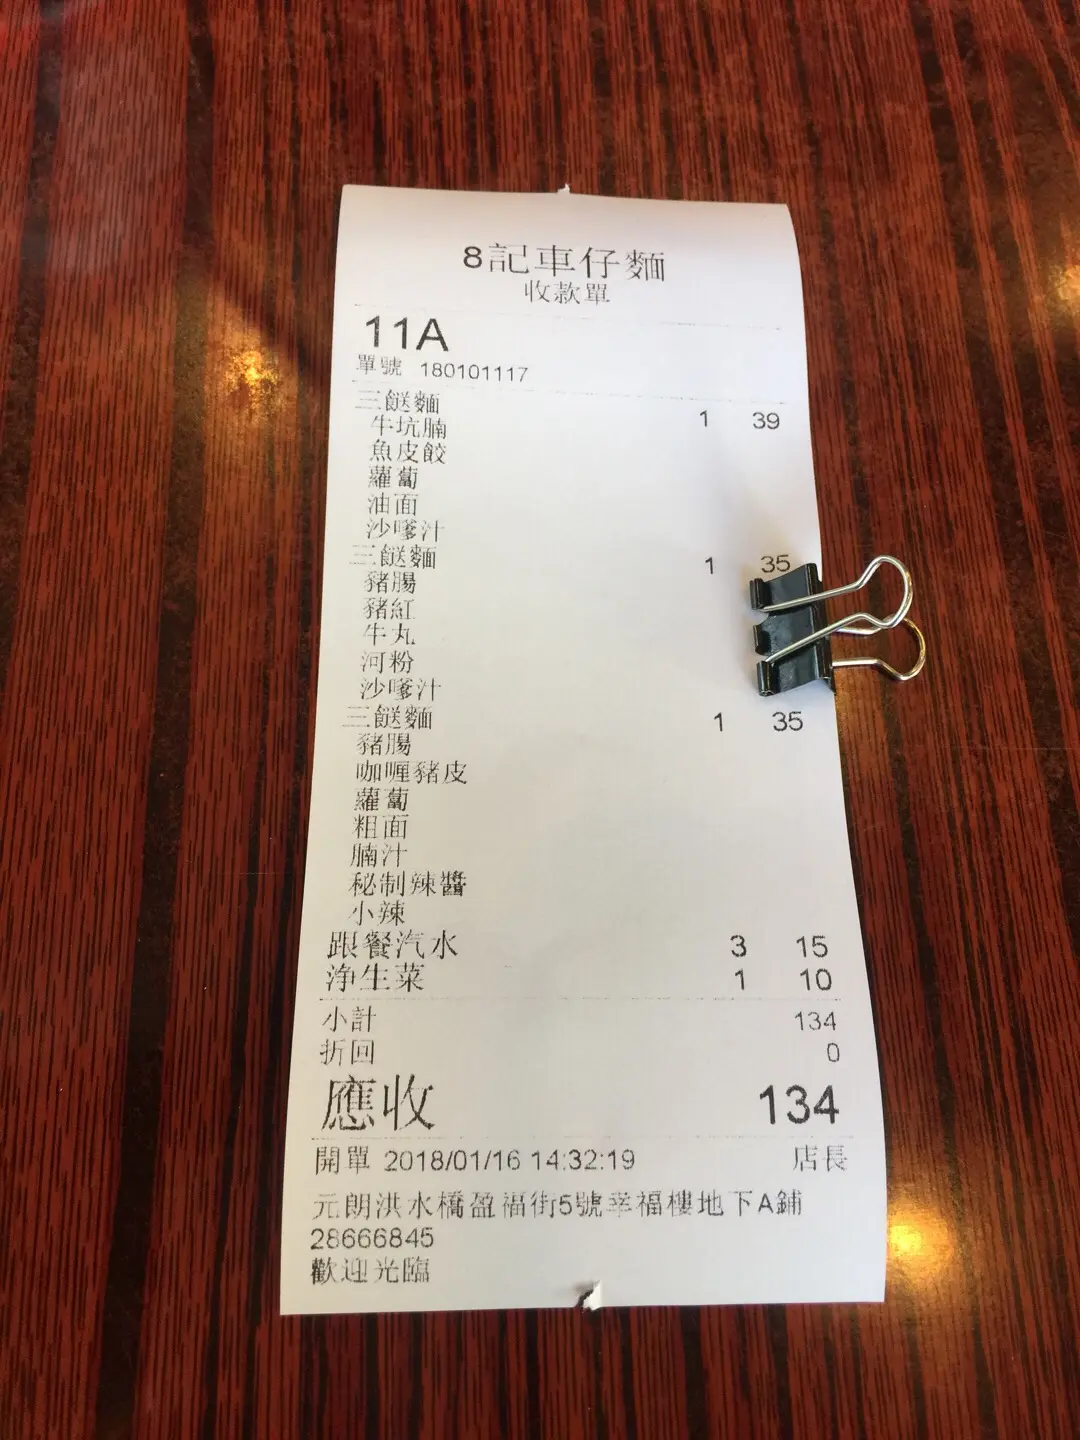 8記車仔麵
收款單
11A
單號 180101117
三餸麵 1 39
牛坑腩
魚皮餃
蘿蔔
油面
沙嗲汁
三餸麵 1 35
豬腸
豬紅
牛丸
河粉
沙嗲汁
三餸麵 1 35
豬腸
咖喱豬皮
蘿蔔
粗面
腩汁
秘制辣醬
小辣
跟餐汽水 3 15
净生菜 1 10
小計 134
折回 0
應收 134
開單 2018/01/16 14:32:19 店長
元朗洪水橋盈福街5號幸福樓地下A鋪
28666845
歡迎光臨